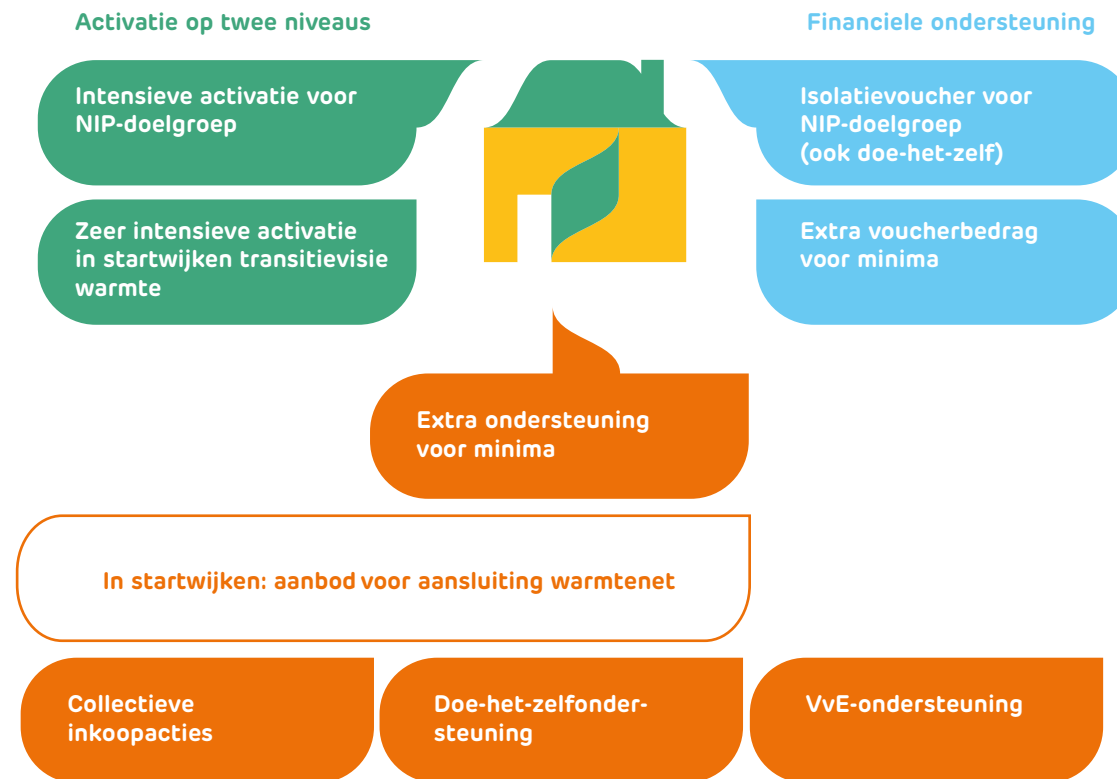 Activatie op twee niveaus
Financiele ondersteuning
Intensieve activatie voor
NIP-doelgroep
Isolatievoucher voor
NIP-doelgroep
(ook doe-het-zelf)
Zeer intensieve activatie
in startwijken transitievisie
warmte
Extra voucherbedrag
voor minima
Extra ondersteuning
voor minima
In startwijken: aanbod voor aansluiting warmtenet
Collectieve
inkoopacties
Doe-het-zelfonder-
steuning
VvE-ondersteuning